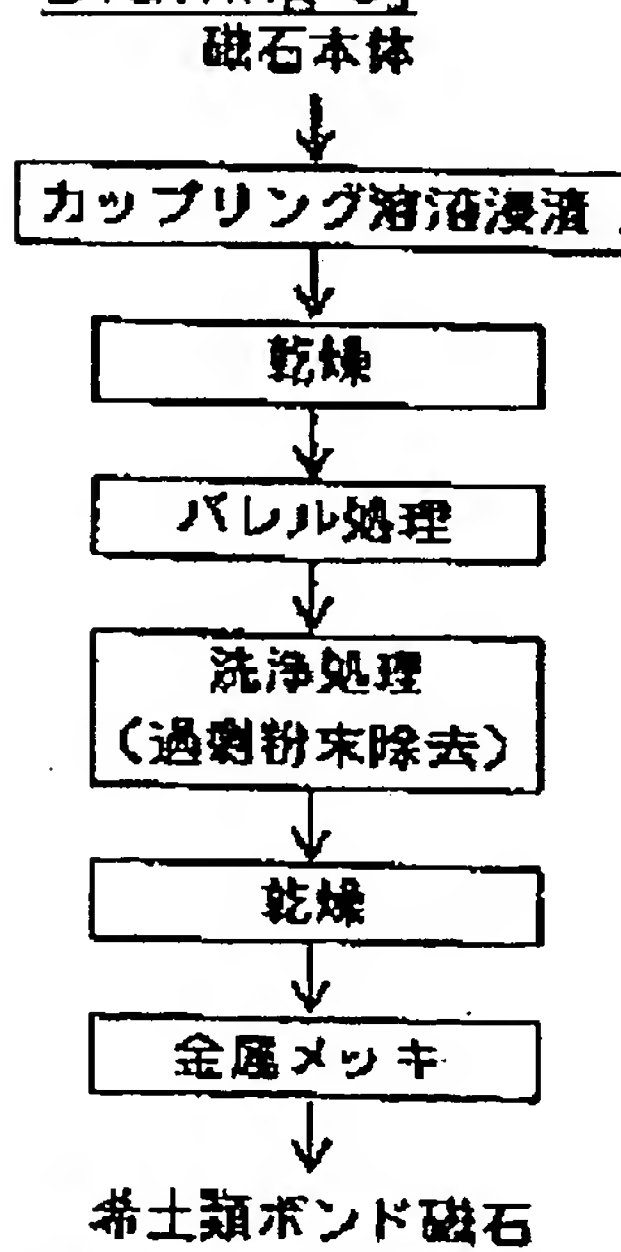 磁石本体
カップリング溶液浸漬
乾燥
バレル処理
洗浄処理
(過剰粉末除去)
乾燥
金属メッキ
希土類ボンド磁石